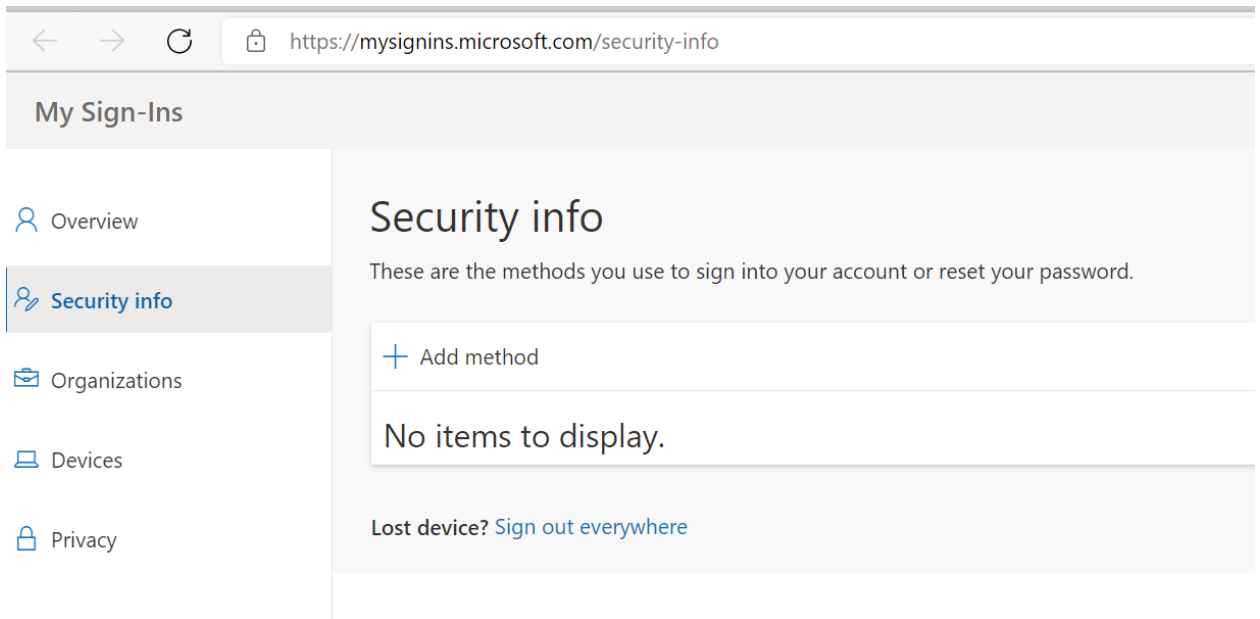 https://mysignins.microsoft.com/security-info
My Sign-Ins
Overview
Security info
Organizations
Devices
Privacy
Security info
These are the methods you use to sign into your account or reset your password.
Add method
No items to display.
Lost device? Sign out everywhere